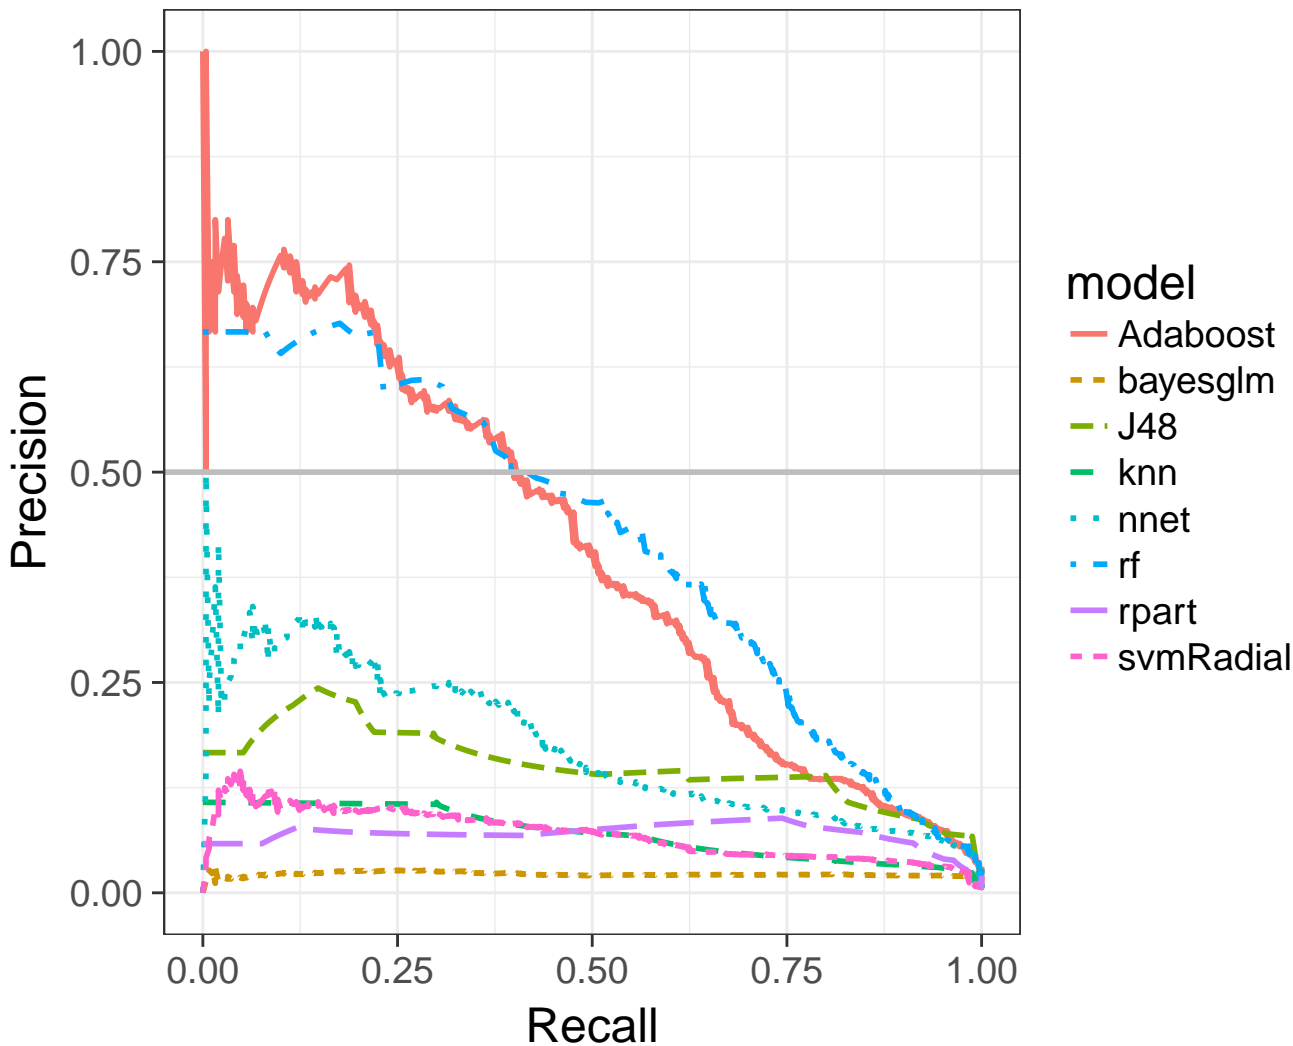 1.00
0.75
0.50
0.25
0.00
Precision
0.00 0.25 0.50 0.75 1.00
Recall
model
Adaboost
bayesglm
J48
knn
nnet
rf
rpart
svmRadial